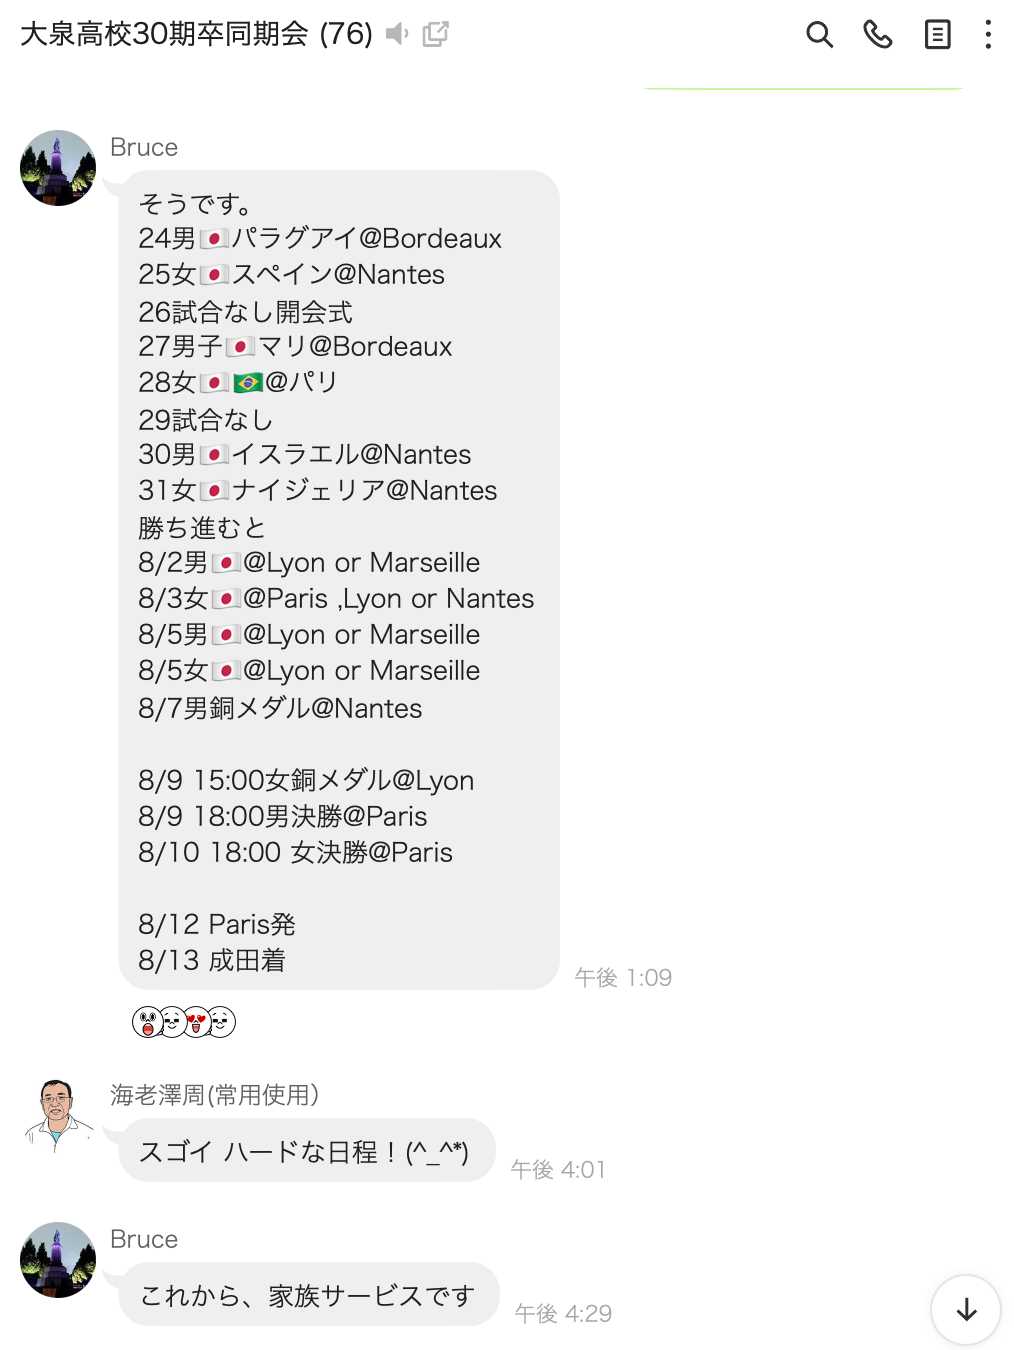 大泉高校30期卒同期会 (76)
Bruce
そうです。
24男🇯🇵パラグアイ@Bordeaux
25女🇯🇵スペイン@Nantes
26試合なし開会式
27男子🇯🇵マリ@Bordeaux
28女🇯🇵🇧🇷@パリ
29試合なし
30男🇯🇵イスラエル@Nantes
31女🇯🇵ナイジェリア@Nantes
勝ち進むと
8/2男🇯🇵@Lyon or Marseille
8/3女🇯🇵@Paris ,Lyon or Nantes
8/5男🇯🇵@Lyon or Marseille
8/5女🇯🇵@Lyon or Marseille
8/7男銅メダル@Nantes
8/9 15:00女銅メダル@Lyon
8/9 18:00男決勝@Paris
8/10 18:00 女決勝@Paris
8/12 Paris発
8/13 成田着
午後 1:09
海老澤周(常用使用）
スゴイ ハードな日程！(^_^*)
午後 4:01
Bruce
これから、家族サービスです
午後 4:29